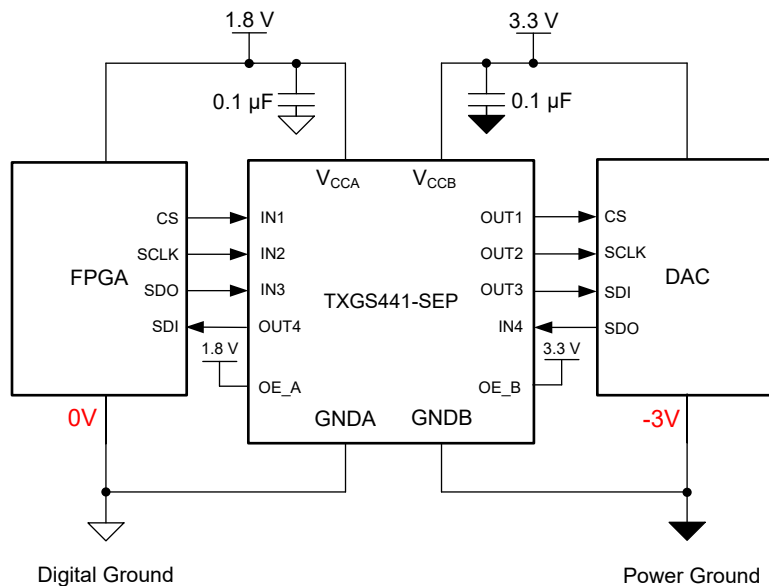 1.8 V
3.3 V
0.1 µF
0.1 µF
VCCA
VCCB
CS
SCLK
FPGA
SDO
SDI
IN1
IN2
IN3
OUT4
1.8 V
OE_A
TXGS441-SEP
OUT1
OUT2
OUT3
IN4
3.3 V
OE_B
CS
SCLK
DAC
SDI
SDO
0V
GNDA
GNDB
-3V
Digital Ground
Power Ground